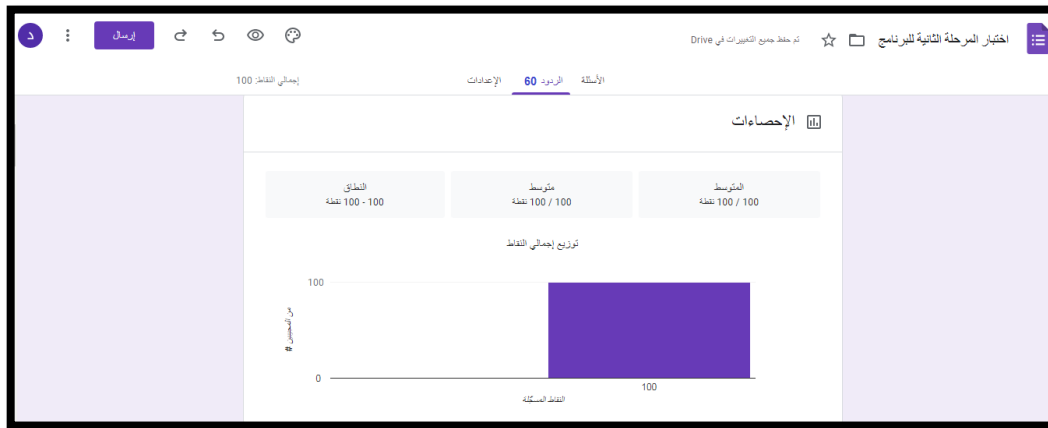 اختبار المرحلة الثانية للبرنامج
تم حفظ جميع التغييرات في Drive
إرسال
د
الأسئلة
الردود 60
الإعدادات
إجمالي النقاط: 100
الإحصاءات
المتوسط
100 / 100 نقطة
متوسط
100 / 100 نقطة
النطاق
100 - 100 نقطة
توزيع إجمالي النقاط
100
# من المجيبين
0
100
النقاط المسجّلة